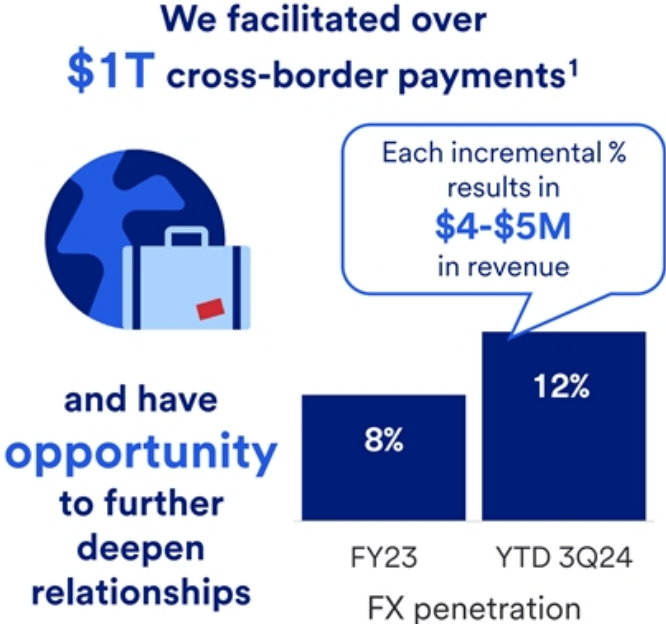 We facilitated over
$1T cross-border payments¹
Each incremental %
results in
$4-$5M
in revenue
and have
opportunity
to further
deepen
relationships
8%
12%
FY23
YTD 3Q24
FX penetration